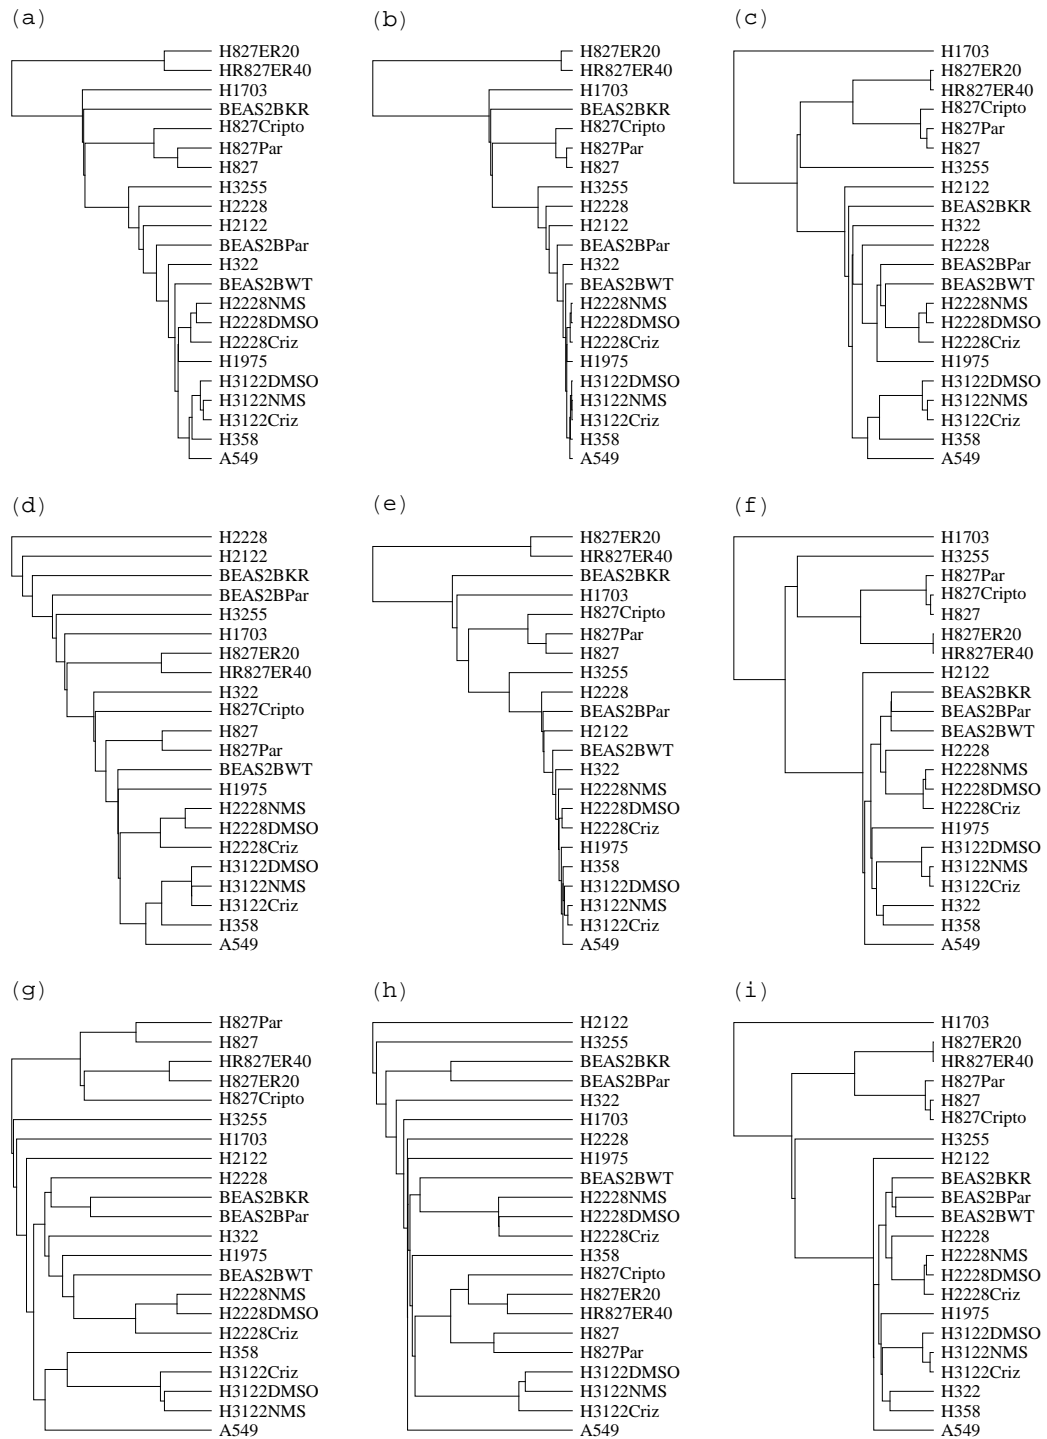 (a)
H827ER20
HR827ER40
H1703
BEAS2BKR
H827Cripto
H827Par
H827
H3255
H2228
H2122
BEAS2BPar
H322
BEAS2BWT
H2228NMS
H2228DMSO
H2228Criz
H1975
H3122DMSO
H3122NMS
H3122Criz
H358
A549
(b)
H827ER20
HR827ER40
H1703
BEAS2BKR
H827Cripto
H827Par
H827
H3255
H2228
H2122
BEAS2BPar
H322
BEAS2BWT
H2228NMS
H2228DMSO
H2228Criz
H1975
H3122DMSO
H3122NMS
H3122Criz
H358
A549
(c)
H1703
H827ER20
HR827ER40
H827Cripto
H827Par
H827
H3255
H2122
BEAS2BKR
H322
H2228
BEAS2BPar
BEAS2BWT
H2228NMS
H2228DMSO
H2228Criz
H1975
H3122DMSO
H3122NMS
H3122Criz
H358
A549
(d)
H2228
H2122
BEAS2BKR
BEAS2BPar
H3255
H1703
H827ER20
HR827ER40
H322
H827Cripto
H827
H827Par
BEAS2BWT
H1975
H2228NMS
H2228DMSO
H2228Criz
H3122DMSO
H3122NMS
H3122Criz
H358
A549
(e)
H827ER20
HR827ER40
BEAS2BKR
H1703
H827Cripto
H827Par
H827
H3255
H2228
BEAS2BPar
H2122
BEAS2BWT
H322
H2228NMS
H2228DMSO
H2228Criz
H1975
H358
H3122DMSO
H3122NMS
H3122Criz
A549
(f)
H1703
H3255
H827Par
H827Cripto
H827
H827ER20
HR827ER40
H2122
BEAS2BKR
BEAS2BPar
BEAS2BWT
H2228
H2228NMS
H2228DMSO
H2228Criz
H1975
H3122DMSO
H3122NMS
H3122Criz
H322
H358
A549
(g)
H827Par
H827
HR827ER40
H827ER20
H827Cripto
H3255
H1703
H2122
H2228
BEAS2BKR
BEAS2BPar
H322
H1975
BEAS2BWT
H2228NMS
H2228DMSO
H2228Criz
H358
H3122Criz
H3122DMSO
H3122NMS
A549
(h)
H2122
H3255
BEAS2BKR
BEAS2BPar
H322
H1703
H2228
H1975
BEAS2BWT
H2228NMS
H2228DMSO
H2228Criz
H358
H827Cripto
H827ER20
HR827ER40
H827
H827Par
H3122DMSO
H3122NMS
H3122Criz
A549
(i)
H1703
H827ER20
HR827ER40
H827Par
H827
H827Cripto
H3255
H2122
BEAS2BKR
BEAS2BPar
BEAS2BWT
H2228
H2228NMS
H2228DMSO
H2228Criz
H1975
H3122DMSO
H3122NMS
H3122Criz
H322
H358
A549